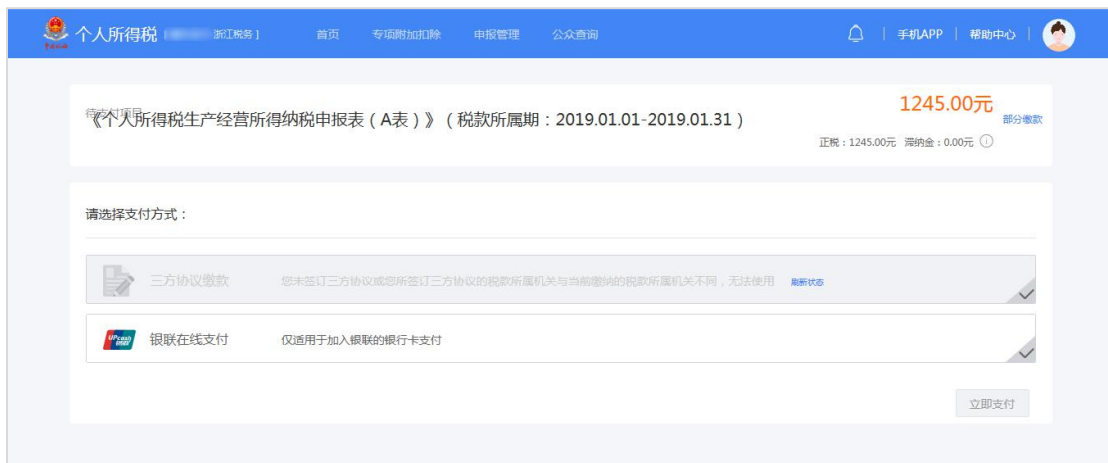 个人所得税 浙江税务 ] 首页 专项附加扣除 申报管理 公众查询 手机APP | 帮助中心
待支付项目
《个人所得税生产经营所得纳税申报表（A表）》（税款所属期：2019.01.01-2019.01.31）
1245.00元
部分缴款
正税：1245.00元 滞纳金：0.00元
请选择支付方式：
三方协议缴款 您未签订三方协议或您所签订三方协议的税款所属机关与当前缴纳的税款所属机关不同，无法使用 刷新状态
银联在线支付 仅适用于加入银联的银行卡支付
立即支付